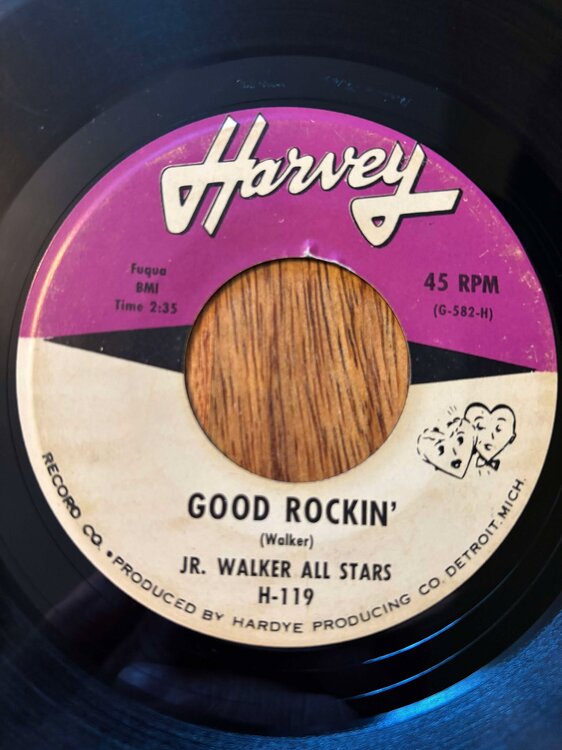 Harvey
Fuqua
BMI
Time 2:35
45 RPM
(G-582-H)
GOOD ROCKIN'
(Walker)
JR. WALKER ALL STARS
H-119
RECORD CO. • PRODUCED BY HARDYE PRODUCING CO. DETROIT, MICH.